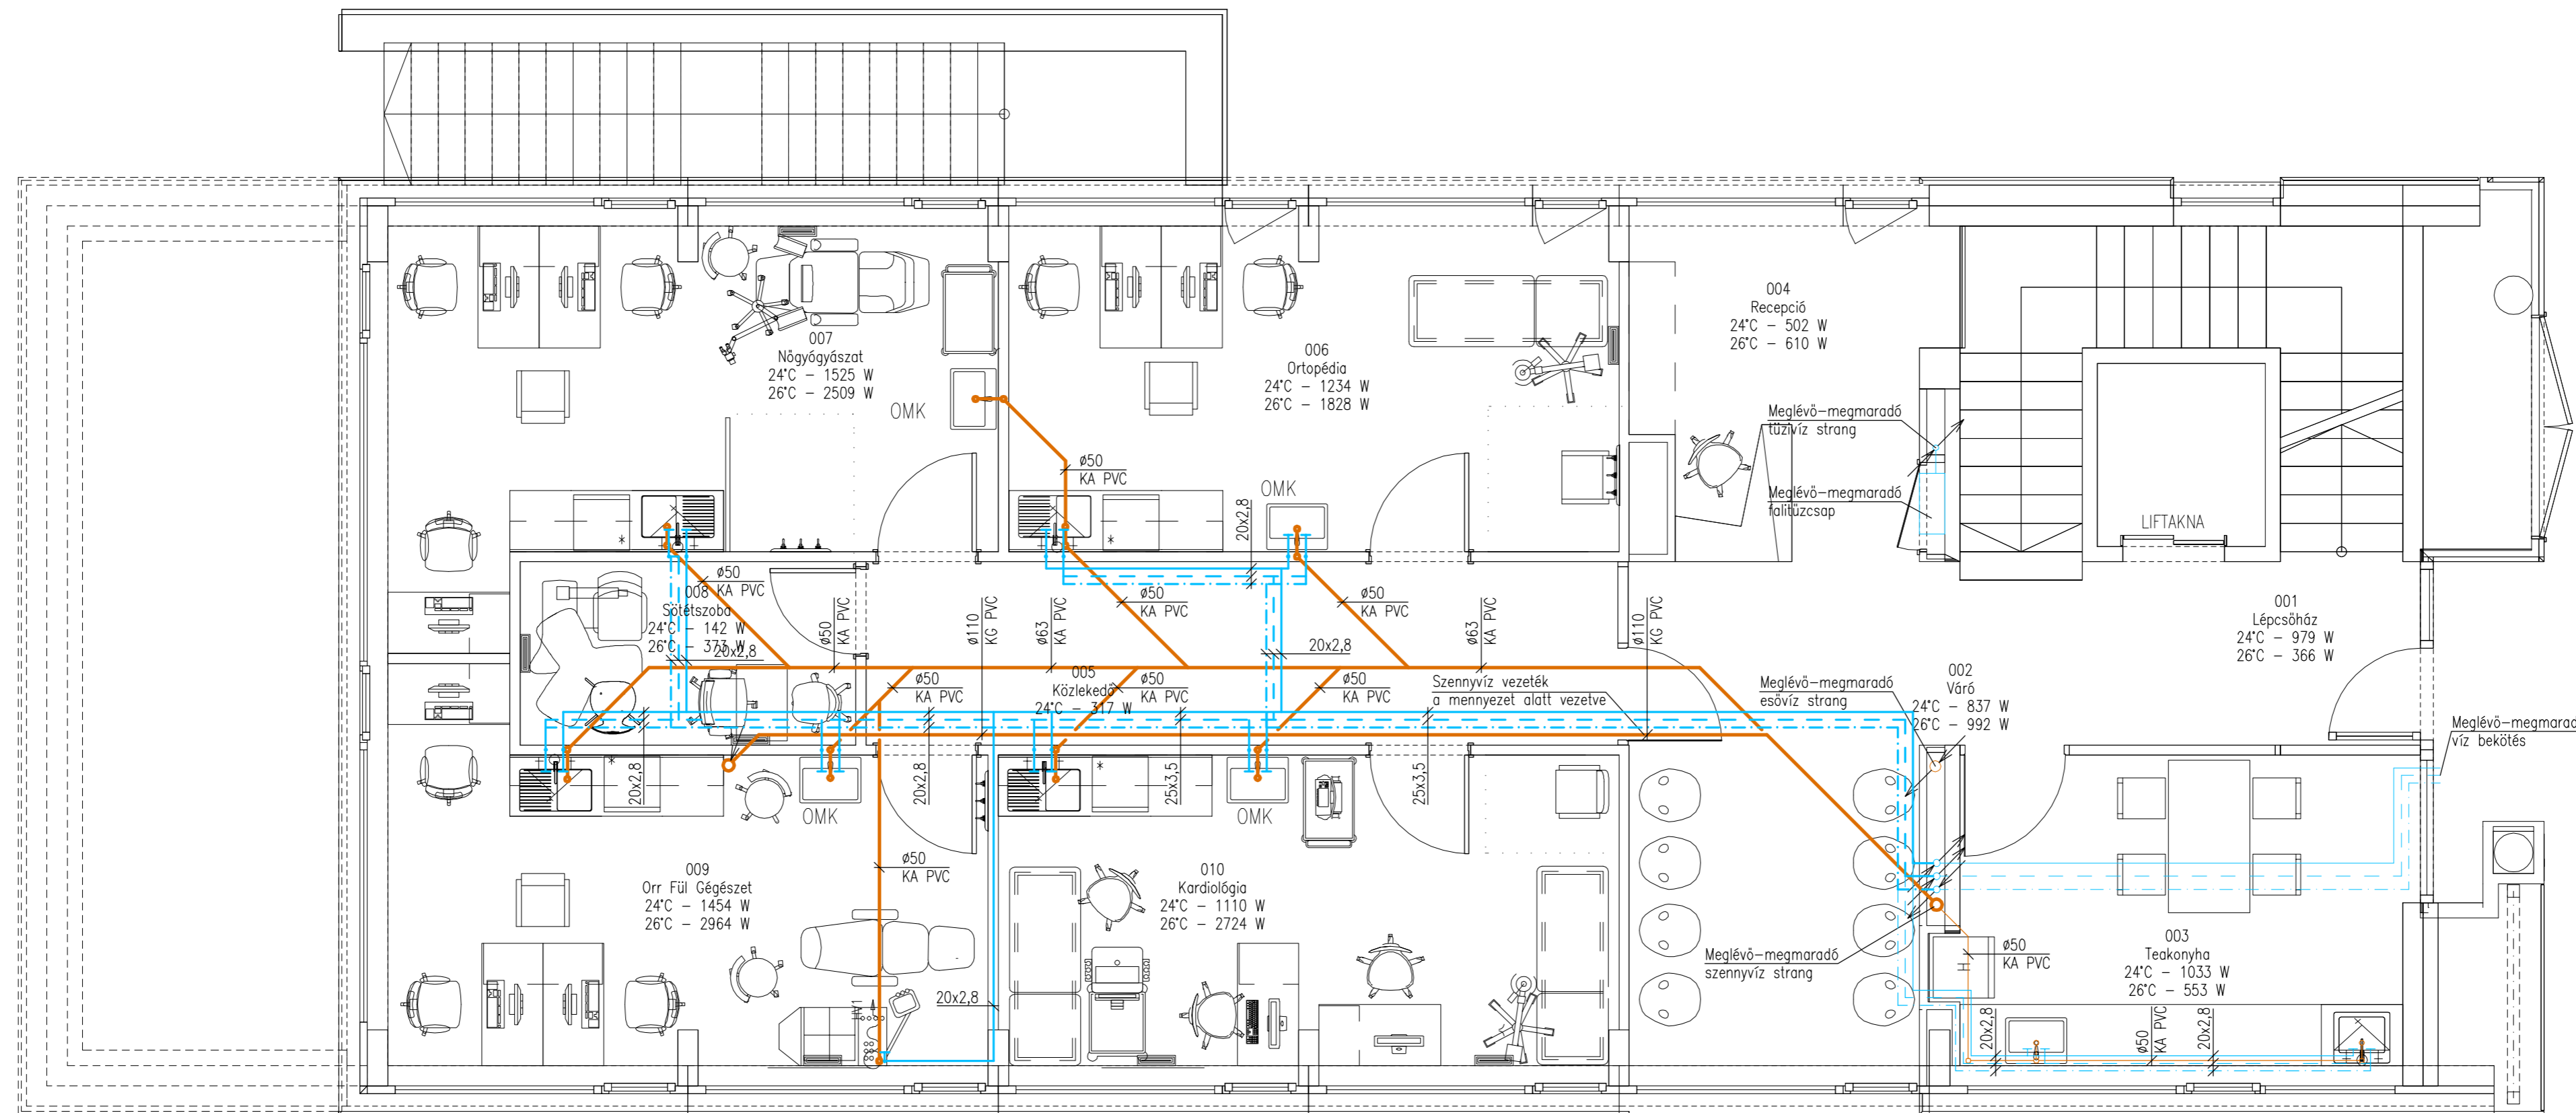 004
Recepció
24°C - 502 W
26°C - 610 W
007
Nőgyógyászat
24°C - 1525 W
26°C - 2509 W
006
Ortopédia
24°C - 1234 W
26°C - 1828 W
OMK
Meglévő-megmaradó
tűzivíz strang
ø50
KA PVC
OMK
Meglévő-megmaradó
falitűzcsap
20x2,8
LIFTAKNA
ø50
KA PVC
008
Sötétszoba
24°C - 142 W
26°C - 373 W
20x2,8
ø50
KA PVC
ø110
KG PVC
ø63
KA PVC
ø50
KA PVC
ø50
KA PVC
ø63
KA PVC
ø110
KG PVC
20x2,8
001
Lépcsőház
24°C - 979 W
26°C - 366 W
005
Közlekedő
24°C - 317 W
ø50
KA PVC
ø50
KA PVC
ø50
KA PVC
Szennyvíz vezeték
a mennyezet alatt vezetve
Meglévő-megmaradó
esővíz strang
002
Váró
24°C - 837 W
26°C - 992 W
Meglévő-megmarad
víz bekötés
20x2,8
20x2,8
25x3,5
25x3,5
OMK
OMK
ø50
KA PVC
009
Orr Fül Gégészet
24°C - 1454 W
26°C - 2964 W
010
Kardiológia
24°C - 1110 W
26°C - 2724 W
Meglévő-megmaradó
szennyvíz strang
ø50
KA PVC
H
003
Teakonyha
24°C - 1033 W
26°C - 553 W
20x2,8
20x2,8
ø50
KA PVC
20x2,8